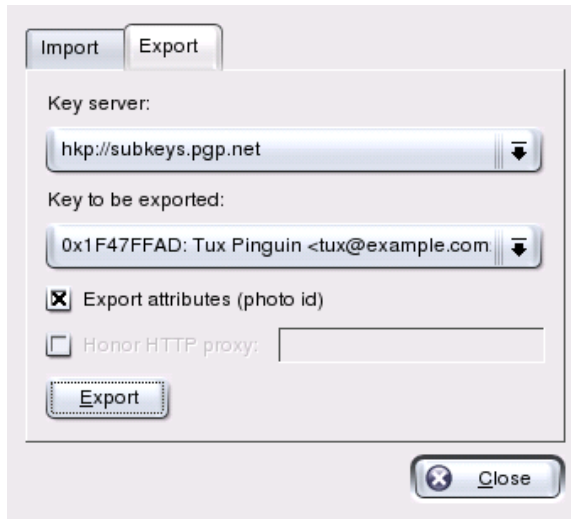 Import Export
Key server:
hkp://subkeys.pgp.net
Key to be exported:
0x1F47FFAD: Tux Pinguin <tux@example.com
Export attributes (photo id)
Honor HTTP proxy:
Export
Close